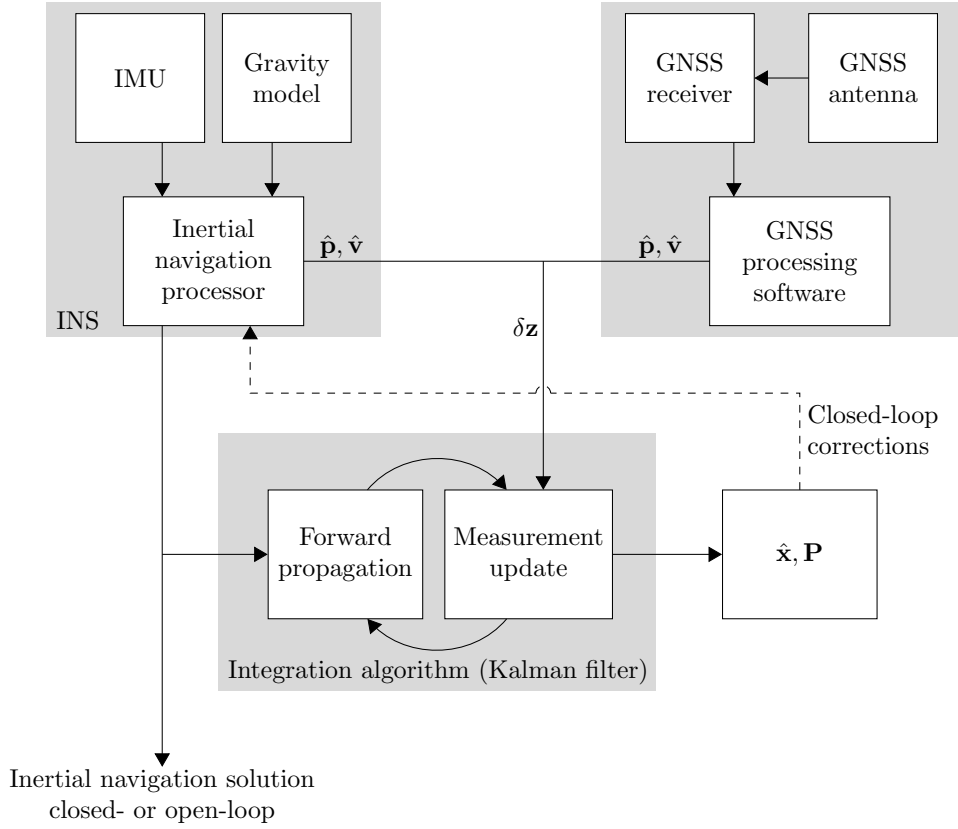 IMU
Gravity
model
GNSS
receiver
GNSS
antenna
Inertial
navigation
processor
p̂, v̂
p̂, v̂
GNSS
processing
software
INS
δz
Closed-loop
corrections
Forward
propagation
Measurement
update
x̂, P
Integration algorithm (Kalman filter)
Inertial navigation solution
closed- or open-loop